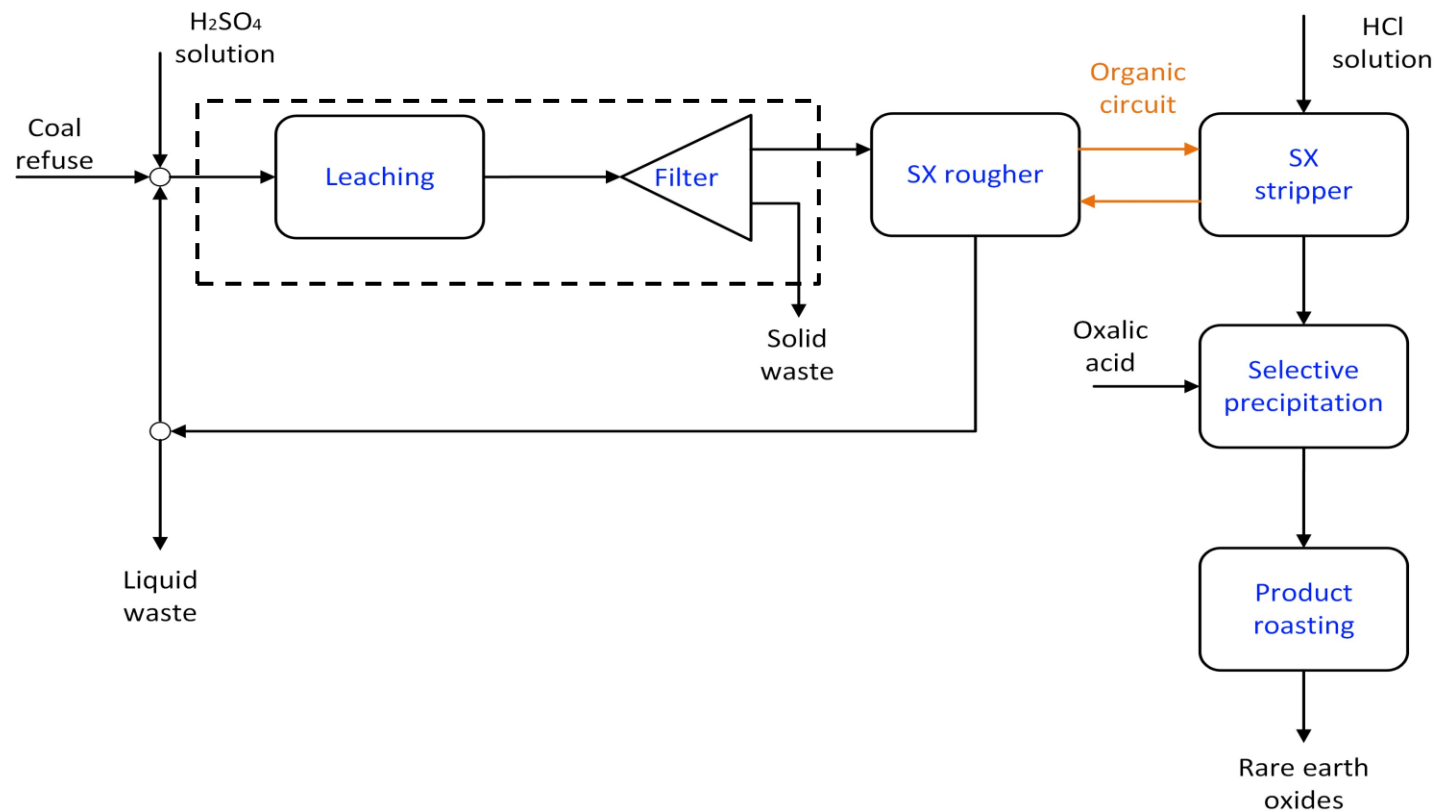 H₂SO₄
solution
HCl
solution
Organic
circuit
Coal
refuse
Leaching
Filter
SX rougher
SX
stripper
Solid
waste
Oxalic
acid
Selective
precipitation
Liquid
waste
Product
roasting
Rare earth
oxides